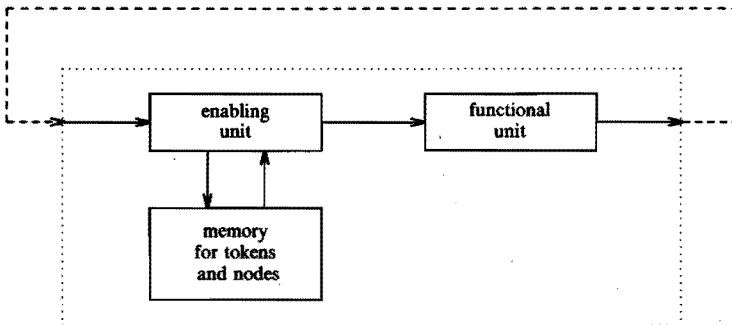 enabling
unit
functional
unit
memory
for tokens
and nodes